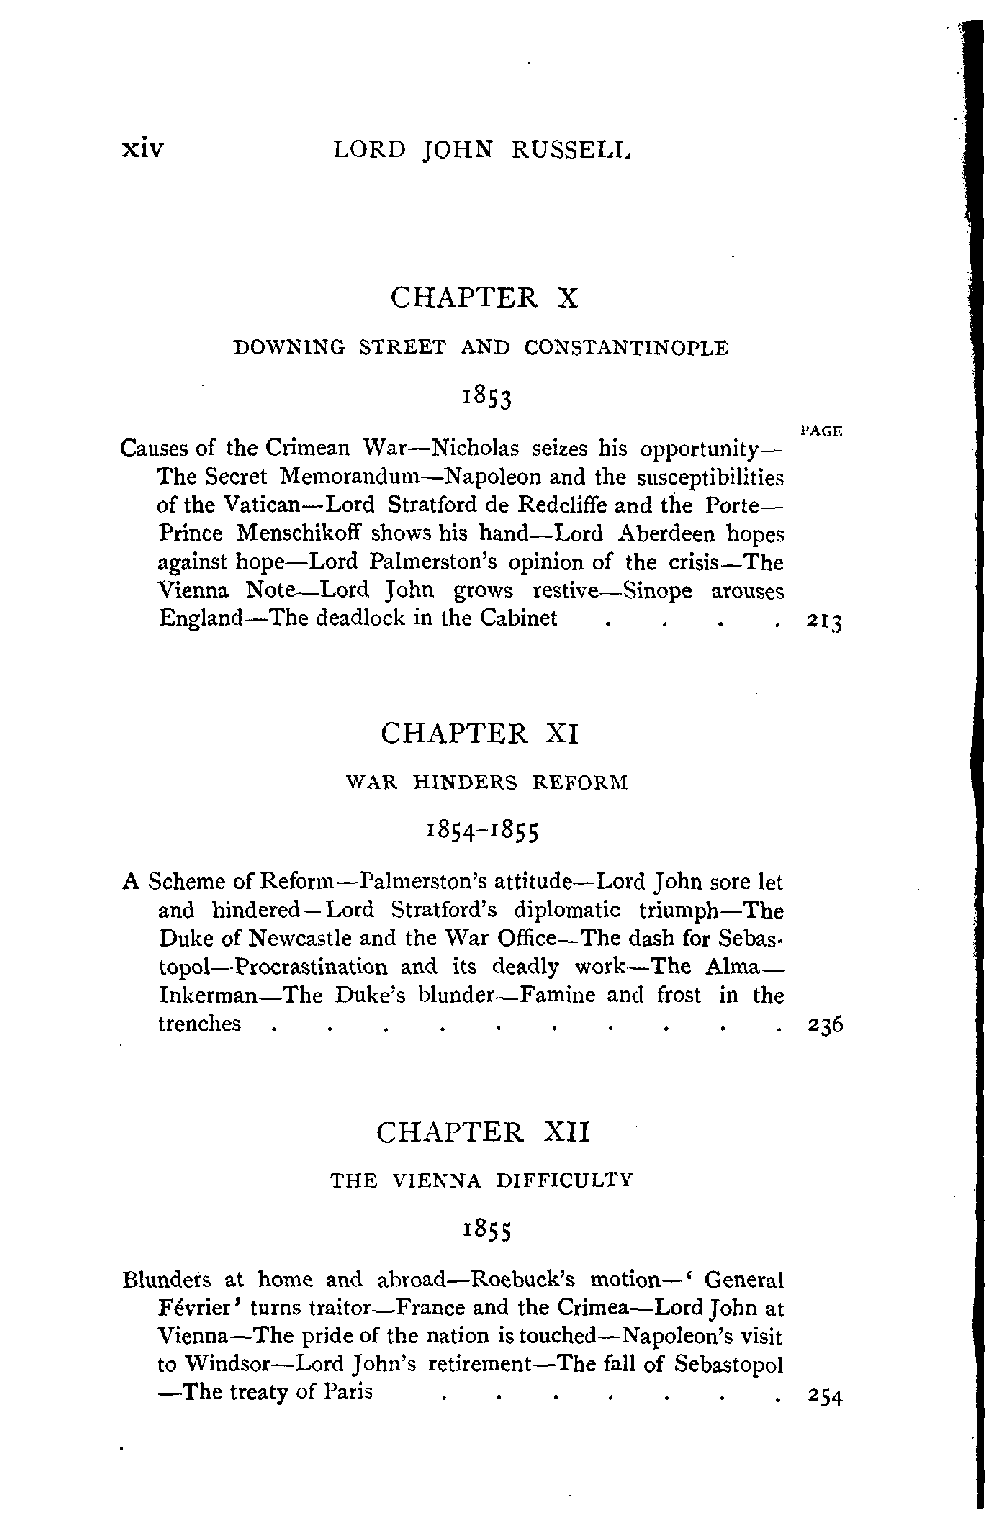 xiv LORD JOHN RUSSELL
CHAPTER X
DOWNING STREET AND CONSTANTINOPLE
1853
PAGE
Causes of the Crimean War—Nicholas seizes his opportunity—
The Secret Memorandum—Napoleon and the susceptibilities
of the Vatican—Lord Stratford de Redcliffe and the Porte—
Prince Menschikoff shows his hand—Lord Aberdeen hopes
against hope—Lord Palmerston's opinion of the crisis—The
Vienna Note—Lord John grows restive—Sinope arouses
England—The deadlock in the Cabinet . . . . 213
CHAPTER XI
WAR HINDERS REFORM
1854-1855
A Scheme of Reform—Palmerston's attitude—Lord John sore let
and hindered—Lord Stratford's diplomatic triumph—The
Duke of Newcastle and the War Office—The dash for Sebas-
topol—Procrastination and its deadly work—The Alma—
Inkerman—The Duke's blunder—Famine and frost in the
trenches . . . . . . . . . . 236
CHAPTER XII
THE VIENNA DIFFICULTY
1855
Blunders at home and abroad—Roebuck's motion—‘ General
Février’ turns traitor—France and the Crimea—Lord John at
Vienna—The pride of the nation is touched—Napoleon's visit
to Windsor—Lord John's retirement—The fall of Sebastopol
—The treaty of Paris . . . . . . . 254